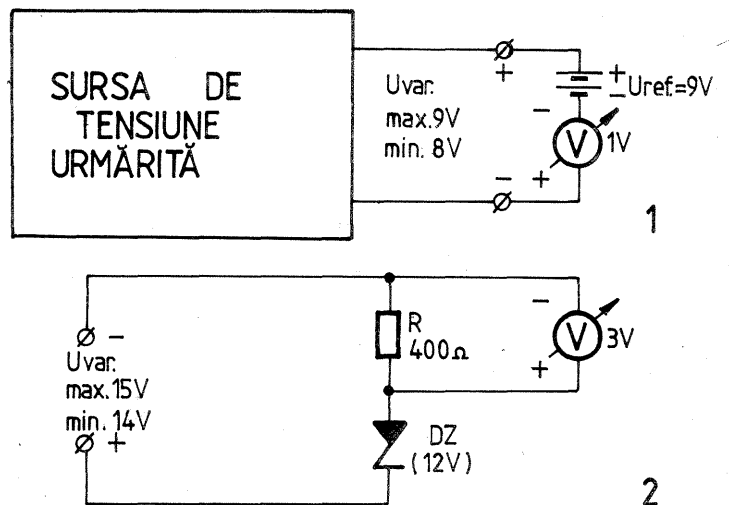 SURSA DE
TENSIUNE
URMĂRITĂ
Uvar.
max.9V
min. 8V
+
-
+
-
Uref.=9V
-
V
1V
+
1
-
Uvar.
max.15V
min. 14V
+
R
400Ω
-
V
3V
+
DZ
(12V)
2